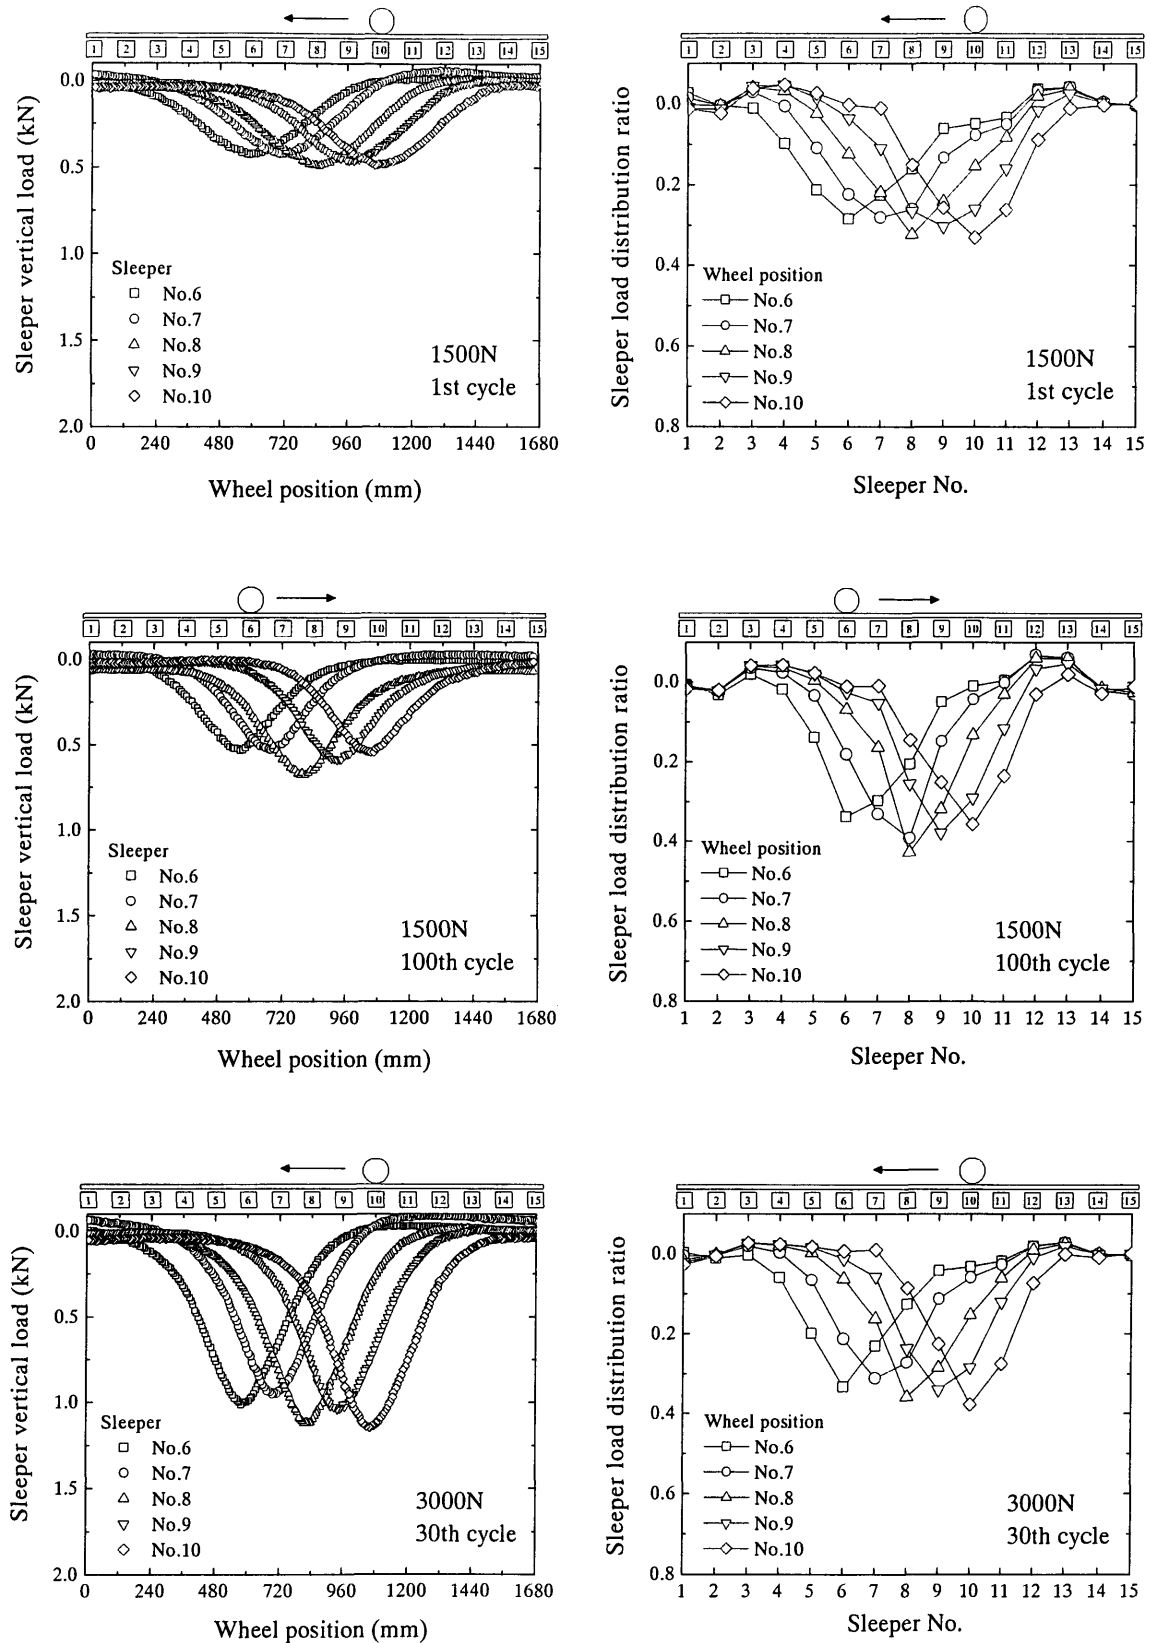 1 2 3 4 5 6 7 8 9 10 11 12 13 14 15
0.0
0.5
1.0
1.5
2.0
Sleeper vertical load (kN)
Sleeper
No.6
No.7
No.8
No.9
No.10
1500N
1st cycle
0 240 480 720 960 1200 1440 1680
Wheel position (mm)
1 2 3 4 5 6 7 8 9 10 11 12 13 14 15
0.0
0.2
0.4
0.6
0.8
Sleeper load distribution ratio
Wheel position
No.6
No.7
No.8
No.9
No.10
1500N
1st cycle
1 2 3 4 5 6 7 8 9 10 11 12 13 14 15
Sleeper No.
1 2 3 4 5 6 7 8 9 10 11 12 13 14 15
0.0
0.5
1.0
1.5
2.0
Sleeper vertical load (kN)
Sleeper
No.6
No.7
No.8
No.9
No.10
1500N
100th cycle
0 240 480 720 960 1200 1440 1680
Wheel position (mm)
1 2 3 4 5 6 7 8 9 10 11 12 13 14 15
0.0
0.2
0.4
0.6
0.8
Sleeper load distribution ratio
Wheel position
No.6
No.7
No.8
No.9
No.10
1500N
100th cycle
1 2 3 4 5 6 7 8 9 10 11 12 13 14 15
Sleeper No.
1 2 3 4 5 6 7 8 9 10 11 12 13 14 15
0.0
0.5
1.0
1.5
2.0
Sleeper vertical load (kN)
Sleeper
No.6
No.7
No.8
No.9
No.10
3000N
30th cycle
0 240 480 720 960 1200 1440 1680
Wheel position (mm)
1 2 3 4 5 6 7 8 9 10 11 12 13 14 15
0.0
0.2
0.4
0.6
0.8
Sleeper load distribution ratio
Wheel position
No.6
No.7
No.8
No.9
No.10
3000N
30th cycle
1 2 3 4 5 6 7 8 9 10 11 12 13 14 15
Sleeper No.